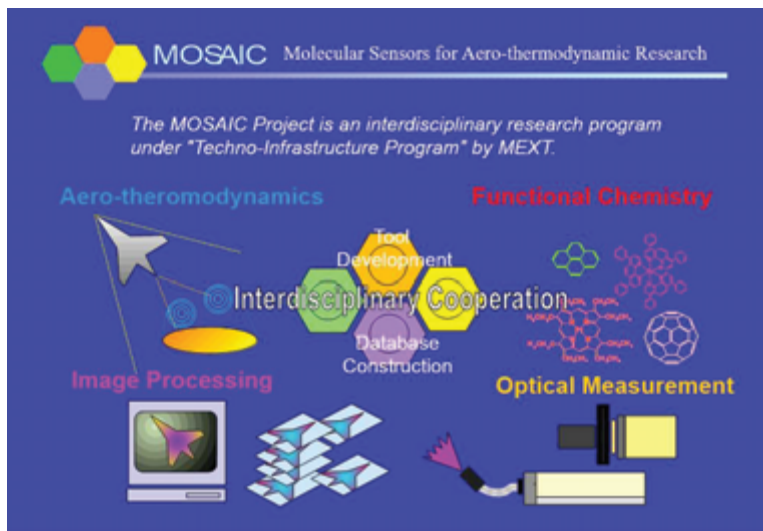 MOSAIC Molecular Sensors for Aero-thermodynamic Research
The MOSAIC Project is an interdisciplinary research program
under "Techno-Infrastructure Program" by MEXT.
Aero-theromodynamics
Functional Chemistry
Tool
Development
Interdisciplinary Cooperation
Database
Construction
Image Processing
Optical Measurement